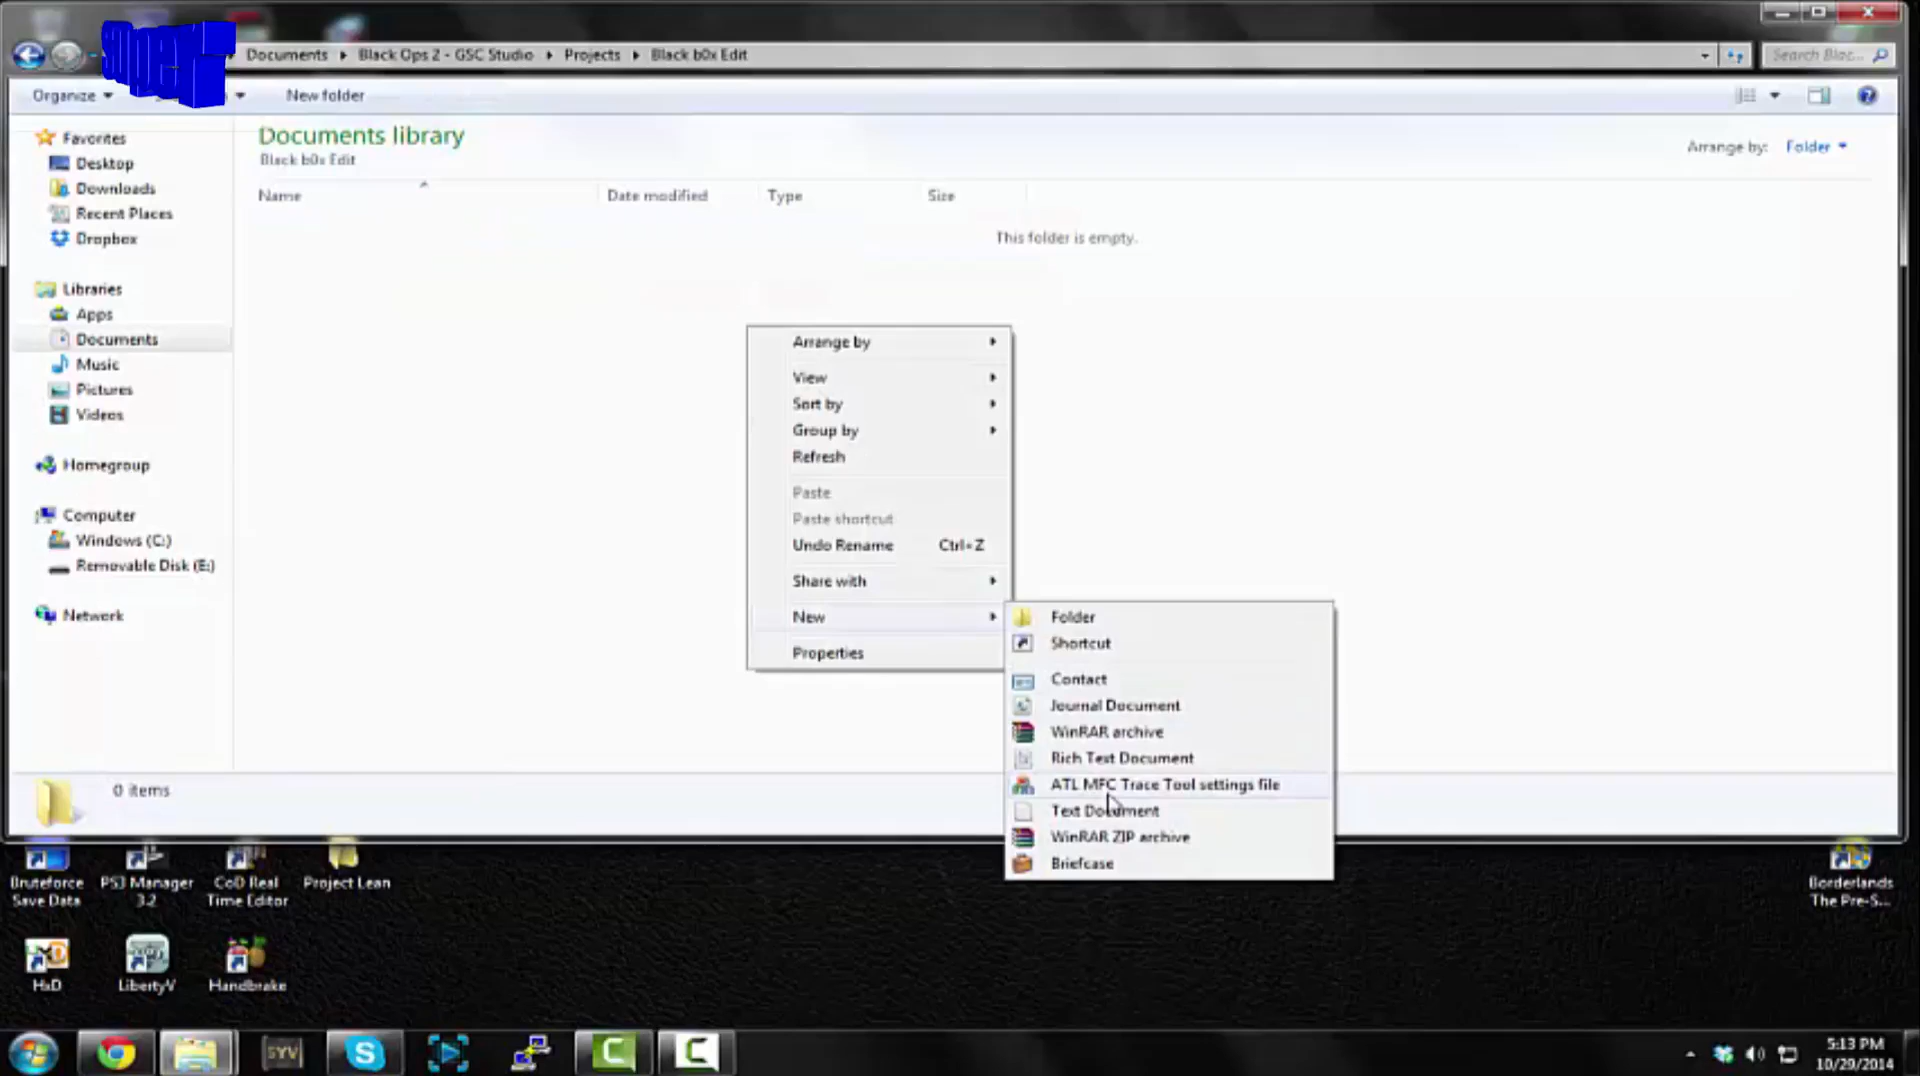 Documents Black Ops 2 - GSC Studio Projects Black b0x Edit
Search Blac...
Organize New folder
Documents library
Black b0x Edit
Arrange by: Folder
Name Date modified Type Size
This folder is empty.
Favorites
Desktop
Downloads
Recent Places
Dropbox
Libraries
Apps
Documents
Music
Pictures
Videos
Homegroup
Computer
Windows (C:)
Removable Disk (E:)
Network
Arrange by
View
Sort by
Group by
Refresh
Paste
Paste shortcut
Undo Rename Ctrl+Z
Share with
New
Properties
Folder
Shortcut
Contact
Journal Document
WinRAR archive
Rich Text Document
ATL MFC Trace Tool settings file
Text Document
WinRAR ZIP archive
Briefcase
0 items
Bruteforce
Save Data
PS3 Manager
3.2
CoD Real
Time Editor
Project Lean
Borderlands
The Pre-S...
HxD
LibertyV
Handbrake
SYV
5:13 PM
10/29/2014